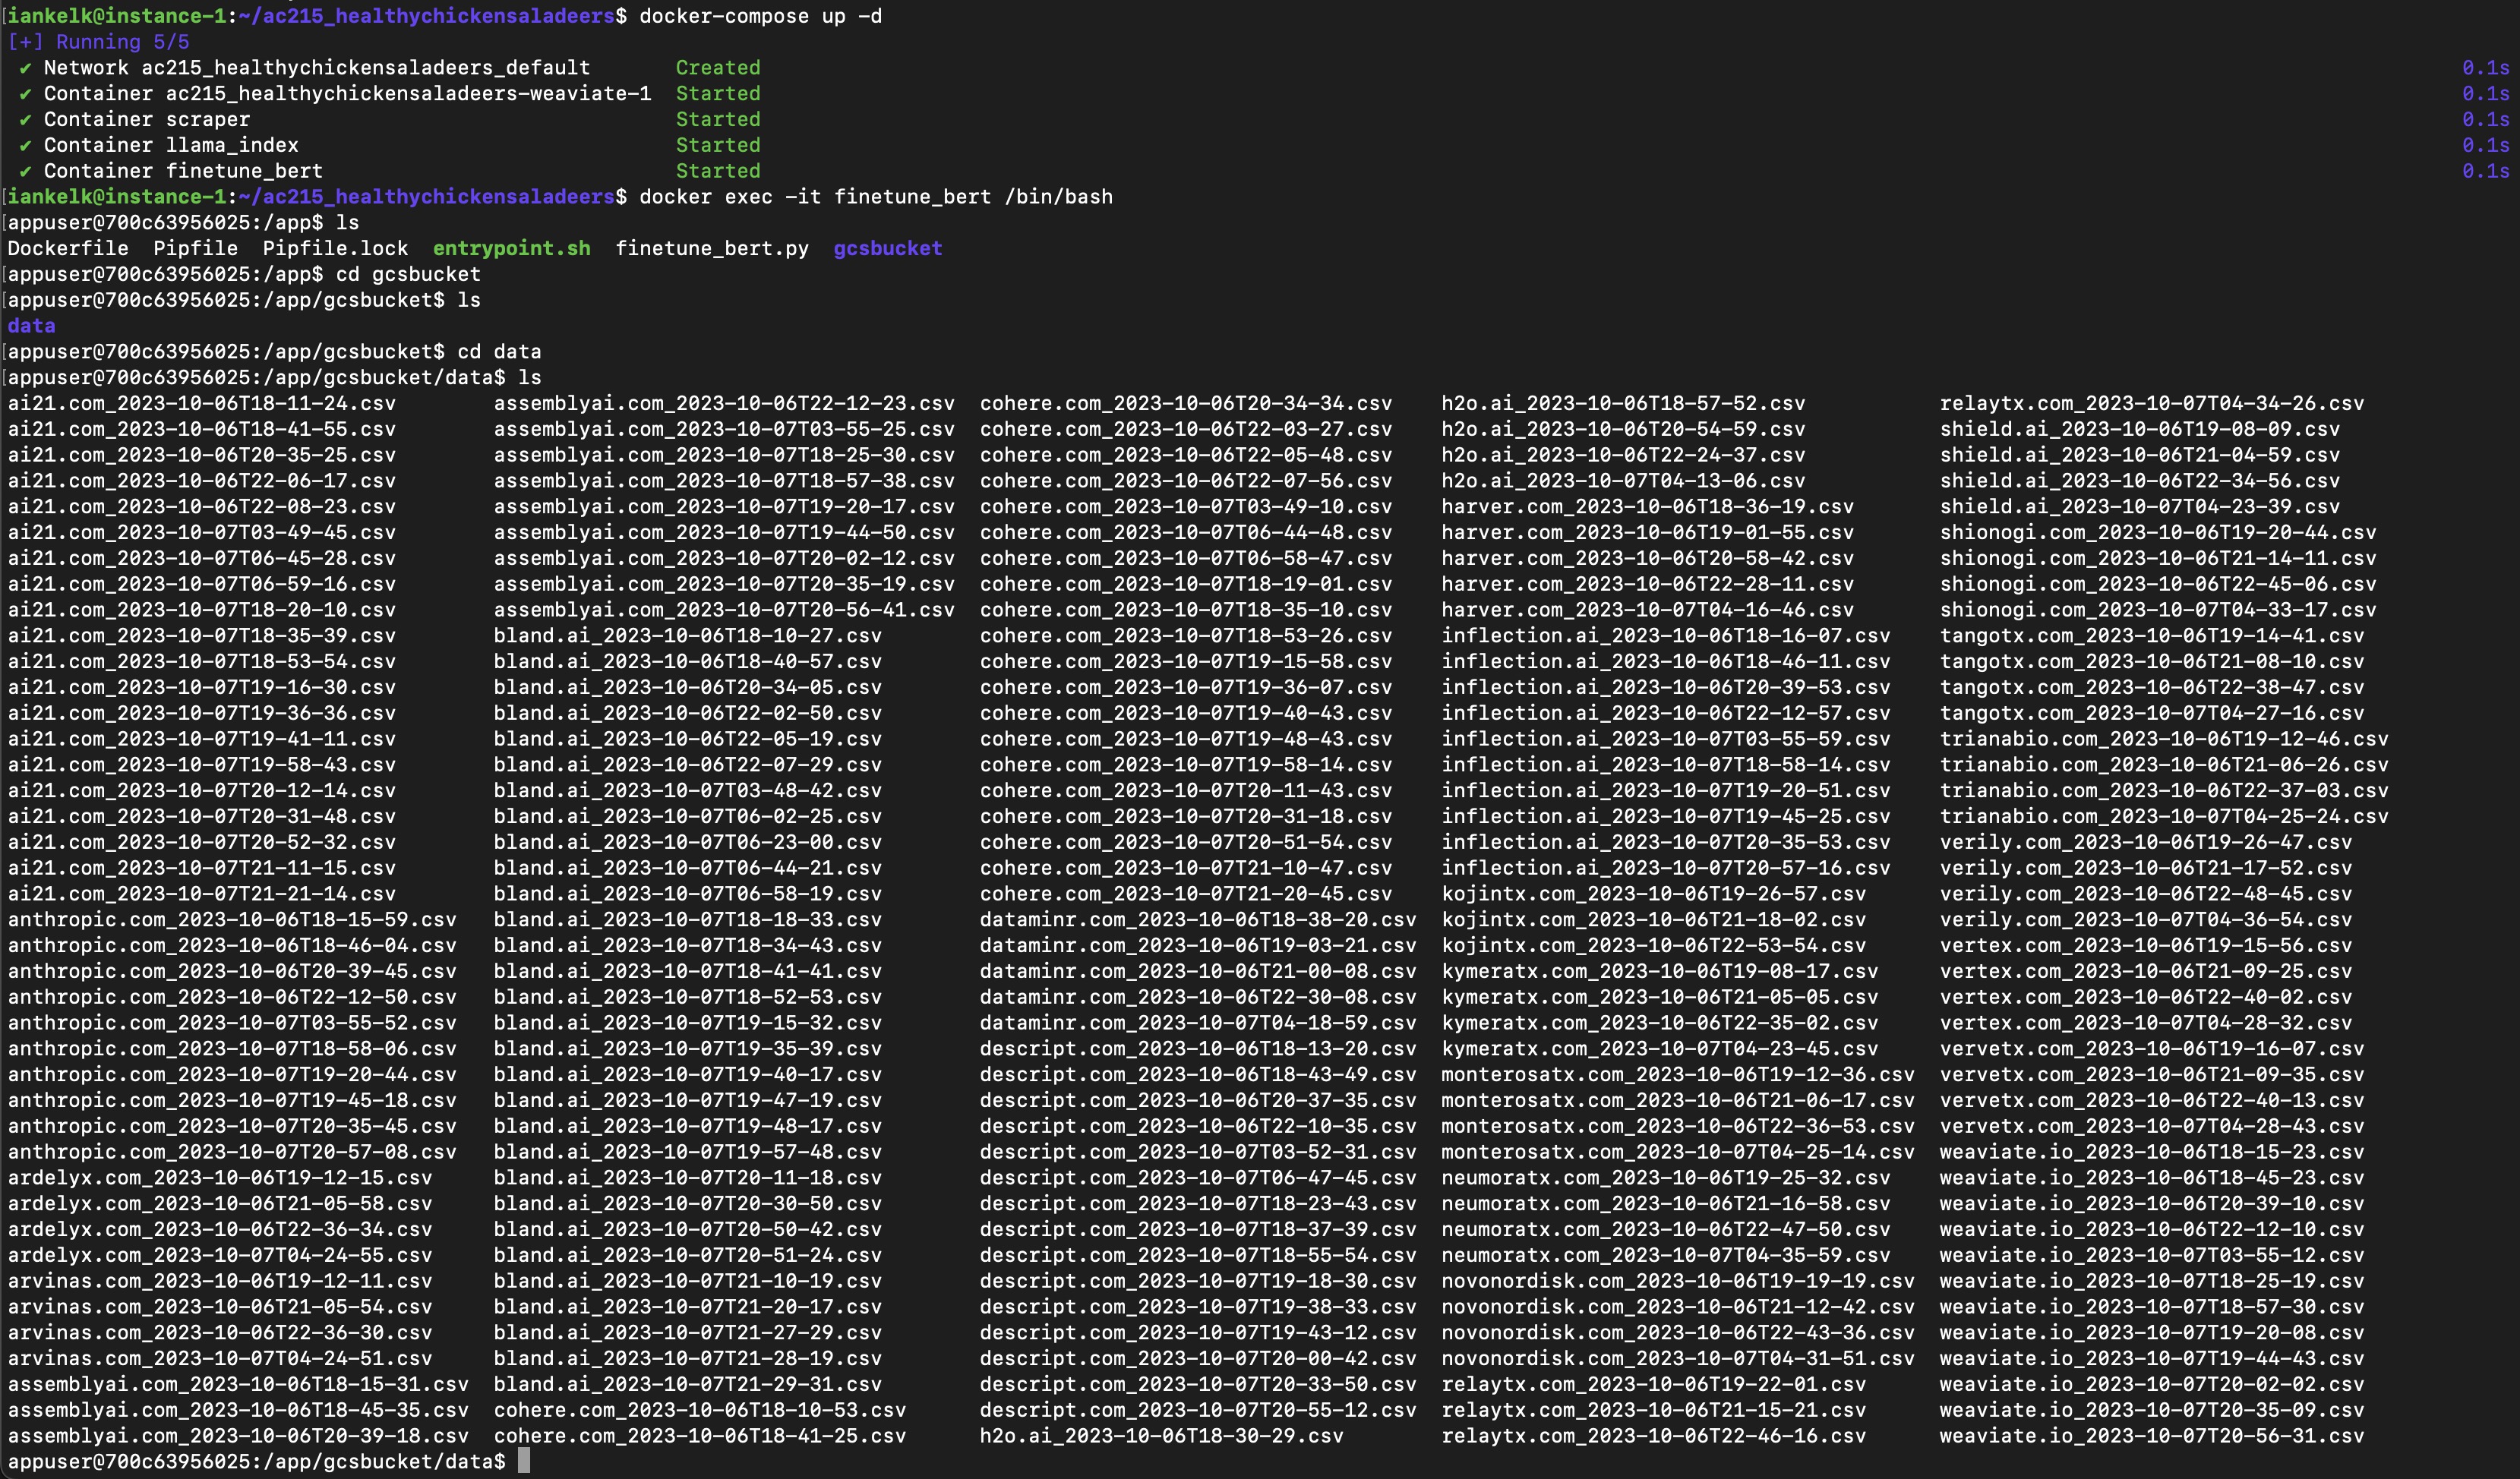 [iankelk@instance-1:~/ac215_healthychickensaladeers$ docker-compose up -d
[+] Running 5/5
✔ Network ac215_healthychickensaladeers_default Created 0.1s
✔ Container ac215_healthychickensaladeers-weaviate-1 Started 0.1s
✔ Container scraper Started 0.1s
✔ Container llama_index Started 0.1s
✔ Container finetune_bert Started 0.1s
[iankelk@instance-1:~/ac215_healthychickensaladeers$ docker exec -it finetune_bert /bin/bash
[appuser@700c63956025:/app$ ls
Dockerfile Pipfile Pipfile.lock entrypoint.sh finetune_bert.py gcsbucket
[appuser@700c63956025:/app$ cd gcsbucket
[appuser@700c63956025:/app/gcsbucket$ ls
data
[appuser@700c63956025:/app/gcsbucket$ cd data
[appuser@700c63956025:/app/gcsbucket/data$ ls
ai21.com_2023-10-06T18-11-24.csv assemblyai.com_2023-10-06T22-12-23.csv cohere.com_2023-10-06T20-34-34.csv h2o.ai_2023-10-06T18-57-52.csv relaytx.com_2023-10-07T04-34-26.csv
ai21.com_2023-10-06T18-41-55.csv assemblyai.com_2023-10-07T03-55-25.csv cohere.com_2023-10-06T22-03-27.csv h2o.ai_2023-10-06T20-54-59.csv shield.ai_2023-10-06T19-08-09.csv
ai21.com_2023-10-06T20-35-25.csv assemblyai.com_2023-10-07T18-25-30.csv cohere.com_2023-10-06T22-05-48.csv h2o.ai_2023-10-06T22-24-37.csv shield.ai_2023-10-06T21-04-59.csv
ai21.com_2023-10-06T22-06-17.csv assemblyai.com_2023-10-07T18-57-38.csv cohere.com_2023-10-06T22-07-56.csv h2o.ai_2023-10-07T04-13-06.csv shield.ai_2023-10-06T22-34-56.csv
ai21.com_2023-10-06T22-08-23.csv assemblyai.com_2023-10-07T19-20-17.csv cohere.com_2023-10-07T03-49-10.csv harver.com_2023-10-06T18-36-19.csv shield.ai_2023-10-07T04-23-39.csv
ai21.com_2023-10-07T03-49-45.csv assemblyai.com_2023-10-07T19-44-50.csv cohere.com_2023-10-07T06-44-48.csv harver.com_2023-10-06T19-01-55.csv shionogi.com_2023-10-06T19-20-44.csv
ai21.com_2023-10-07T06-45-28.csv assemblyai.com_2023-10-07T20-02-12.csv cohere.com_2023-10-07T06-58-47.csv harver.com_2023-10-06T20-58-42.csv shionogi.com_2023-10-06T21-14-11.csv
ai21.com_2023-10-07T06-59-16.csv assemblyai.com_2023-10-07T20-35-19.csv cohere.com_2023-10-07T18-19-01.csv harver.com_2023-10-06T22-28-11.csv shionogi.com_2023-10-06T22-45-06.csv
ai21.com_2023-10-07T18-20-10.csv assemblyai.com_2023-10-07T20-56-41.csv cohere.com_2023-10-07T18-35-10.csv harver.com_2023-10-07T04-16-46.csv shionogi.com_2023-10-07T04-33-17.csv
ai21.com_2023-10-07T18-35-39.csv bland.ai_2023-10-06T18-10-27.csv cohere.com_2023-10-07T18-53-26.csv inflection.ai_2023-10-06T18-16-07.csv tangotx.com_2023-10-06T19-14-41.csv
ai21.com_2023-10-07T18-53-54.csv bland.ai_2023-10-06T18-40-57.csv cohere.com_2023-10-07T19-15-58.csv inflection.ai_2023-10-06T18-46-11.csv tangotx.com_2023-10-06T21-08-10.csv
ai21.com_2023-10-07T19-16-30.csv bland.ai_2023-10-06T20-34-05.csv cohere.com_2023-10-07T19-36-07.csv inflection.ai_2023-10-06T20-39-53.csv tangotx.com_2023-10-06T22-38-47.csv
ai21.com_2023-10-07T19-36-36.csv bland.ai_2023-10-06T22-02-50.csv cohere.com_2023-10-07T19-40-43.csv inflection.ai_2023-10-06T22-12-57.csv tangotx.com_2023-10-07T04-27-16.csv
ai21.com_2023-10-07T19-41-11.csv bland.ai_2023-10-06T22-05-19.csv cohere.com_2023-10-07T19-48-43.csv inflection.ai_2023-10-07T03-55-59.csv trianabio.com_2023-10-06T19-12-46.csv
ai21.com_2023-10-07T19-58-43.csv bland.ai_2023-10-06T22-07-29.csv cohere.com_2023-10-07T19-58-14.csv inflection.ai_2023-10-07T18-58-14.csv trianabio.com_2023-10-06T21-06-26.csv
ai21.com_2023-10-07T20-12-14.csv bland.ai_2023-10-07T03-48-42.csv cohere.com_2023-10-07T20-11-43.csv inflection.ai_2023-10-07T19-20-51.csv trianabio.com_2023-10-06T22-37-03.csv
ai21.com_2023-10-07T20-31-48.csv bland.ai_2023-10-07T06-02-25.csv cohere.com_2023-10-07T20-31-18.csv inflection.ai_2023-10-07T19-45-25.csv trianabio.com_2023-10-07T04-25-24.csv
ai21.com_2023-10-07T20-52-32.csv bland.ai_2023-10-07T06-23-00.csv cohere.com_2023-10-07T20-51-54.csv inflection.ai_2023-10-07T20-35-53.csv verily.com_2023-10-06T19-26-47.csv
ai21.com_2023-10-07T21-11-15.csv bland.ai_2023-10-07T06-44-21.csv cohere.com_2023-10-07T21-10-47.csv inflection.ai_2023-10-07T20-57-16.csv verily.com_2023-10-06T21-17-52.csv
ai21.com_2023-10-07T21-21-14.csv bland.ai_2023-10-07T06-58-19.csv cohere.com_2023-10-07T21-20-45.csv kojintx.com_2023-10-06T19-26-57.csv verily.com_2023-10-06T22-48-45.csv
anthropic.com_2023-10-06T18-15-59.csv bland.ai_2023-10-07T18-18-33.csv dataminr.com_2023-10-06T18-38-20.csv kojintx.com_2023-10-06T21-18-02.csv verily.com_2023-10-07T04-36-54.csv
anthropic.com_2023-10-06T18-46-04.csv bland.ai_2023-10-07T18-34-43.csv dataminr.com_2023-10-06T19-03-21.csv kojintx.com_2023-10-06T22-53-54.csv vertex.com_2023-10-06T19-15-56.csv
anthropic.com_2023-10-06T20-39-45.csv bland.ai_2023-10-07T18-41-41.csv dataminr.com_2023-10-06T21-00-08.csv kymeratx.com_2023-10-06T19-08-17.csv vertex.com_2023-10-06T21-09-25.csv
anthropic.com_2023-10-06T22-12-50.csv bland.ai_2023-10-07T18-52-53.csv dataminr.com_2023-10-06T22-30-08.csv kymeratx.com_2023-10-06T21-05-05.csv vertex.com_2023-10-06T22-40-02.csv
anthropic.com_2023-10-07T03-55-52.csv bland.ai_2023-10-07T19-15-32.csv dataminr.com_2023-10-07T04-18-59.csv kymeratx.com_2023-10-06T22-35-02.csv vertex.com_2023-10-07T04-28-32.csv
anthropic.com_2023-10-07T18-58-06.csv bland.ai_2023-10-07T19-35-39.csv descript.com_2023-10-06T18-13-20.csv kymeratx.com_2023-10-07T04-23-45.csv vervetx.com_2023-10-06T19-16-07.csv
anthropic.com_2023-10-07T19-20-44.csv bland.ai_2023-10-07T19-40-17.csv descript.com_2023-10-06T18-43-49.csv monterosatx.com_2023-10-06T19-12-36.csv vervetx.com_2023-10-06T21-09-35.csv
anthropic.com_2023-10-07T19-45-18.csv bland.ai_2023-10-07T19-47-19.csv descript.com_2023-10-06T20-37-35.csv monterosatx.com_2023-10-06T21-06-17.csv vervetx.com_2023-10-06T22-40-13.csv
anthropic.com_2023-10-07T20-35-45.csv bland.ai_2023-10-07T19-48-17.csv descript.com_2023-10-06T22-10-35.csv monterosatx.com_2023-10-06T22-36-53.csv vervetx.com_2023-10-07T04-28-43.csv
anthropic.com_2023-10-07T20-57-08.csv bland.ai_2023-10-07T19-57-48.csv descript.com_2023-10-07T03-52-31.csv monterosatx.com_2023-10-07T04-25-14.csv weaviate.io_2023-10-06T18-15-23.csv
ardelyx.com_2023-10-06T19-12-15.csv bland.ai_2023-10-07T20-11-18.csv descript.com_2023-10-07T06-47-45.csv neumoratx.com_2023-10-06T19-25-32.csv weaviate.io_2023-10-06T18-45-23.csv
ardelyx.com_2023-10-06T21-05-58.csv bland.ai_2023-10-07T20-30-50.csv descript.com_2023-10-07T18-23-43.csv neumoratx.com_2023-10-06T21-16-58.csv weaviate.io_2023-10-06T20-39-10.csv
ardelyx.com_2023-10-06T22-36-34.csv bland.ai_2023-10-07T20-50-42.csv descript.com_2023-10-07T18-37-39.csv neumoratx.com_2023-10-06T22-47-50.csv weaviate.io_2023-10-06T22-12-10.csv
ardelyx.com_2023-10-07T04-24-55.csv bland.ai_2023-10-07T20-51-24.csv descript.com_2023-10-07T18-55-54.csv neumoratx.com_2023-10-07T04-35-59.csv weaviate.io_2023-10-07T03-55-12.csv
arvinas.com_2023-10-06T19-12-11.csv bland.ai_2023-10-07T21-10-19.csv descript.com_2023-10-07T19-18-30.csv novonordisk.com_2023-10-06T19-19-19.csv weaviate.io_2023-10-07T18-25-19.csv
arvinas.com_2023-10-06T21-05-54.csv bland.ai_2023-10-07T21-20-17.csv descript.com_2023-10-07T19-38-33.csv novonordisk.com_2023-10-06T21-12-42.csv weaviate.io_2023-10-07T18-57-30.csv
arvinas.com_2023-10-06T22-36-30.csv bland.ai_2023-10-07T21-27-29.csv descript.com_2023-10-07T19-43-12.csv novonordisk.com_2023-10-06T22-43-36.csv weaviate.io_2023-10-07T19-20-08.csv
arvinas.com_2023-10-07T04-24-51.csv bland.ai_2023-10-07T21-28-19.csv descript.com_2023-10-07T20-00-42.csv novonordisk.com_2023-10-07T04-31-51.csv weaviate.io_2023-10-07T19-44-43.csv
assemblyai.com_2023-10-06T18-15-31.csv bland.ai_2023-10-07T21-29-31.csv descript.com_2023-10-07T20-33-50.csv relaytx.com_2023-10-06T19-22-01.csv weaviate.io_2023-10-07T20-02-02.csv
assemblyai.com_2023-10-06T18-45-35.csv cohere.com_2023-10-06T18-10-53.csv descript.com_2023-10-07T20-55-12.csv relaytx.com_2023-10-06T21-15-21.csv weaviate.io_2023-10-07T20-35-09.csv
assemblyai.com_2023-10-06T20-39-18.csv cohere.com_2023-10-06T18-41-25.csv h2o.ai_2023-10-06T18-30-29.csv relaytx.com_2023-10-06T22-46-16.csv weaviate.io_2023-10-07T20-56-31.csv
appuser@700c63956025:/app/gcsbucket/data$